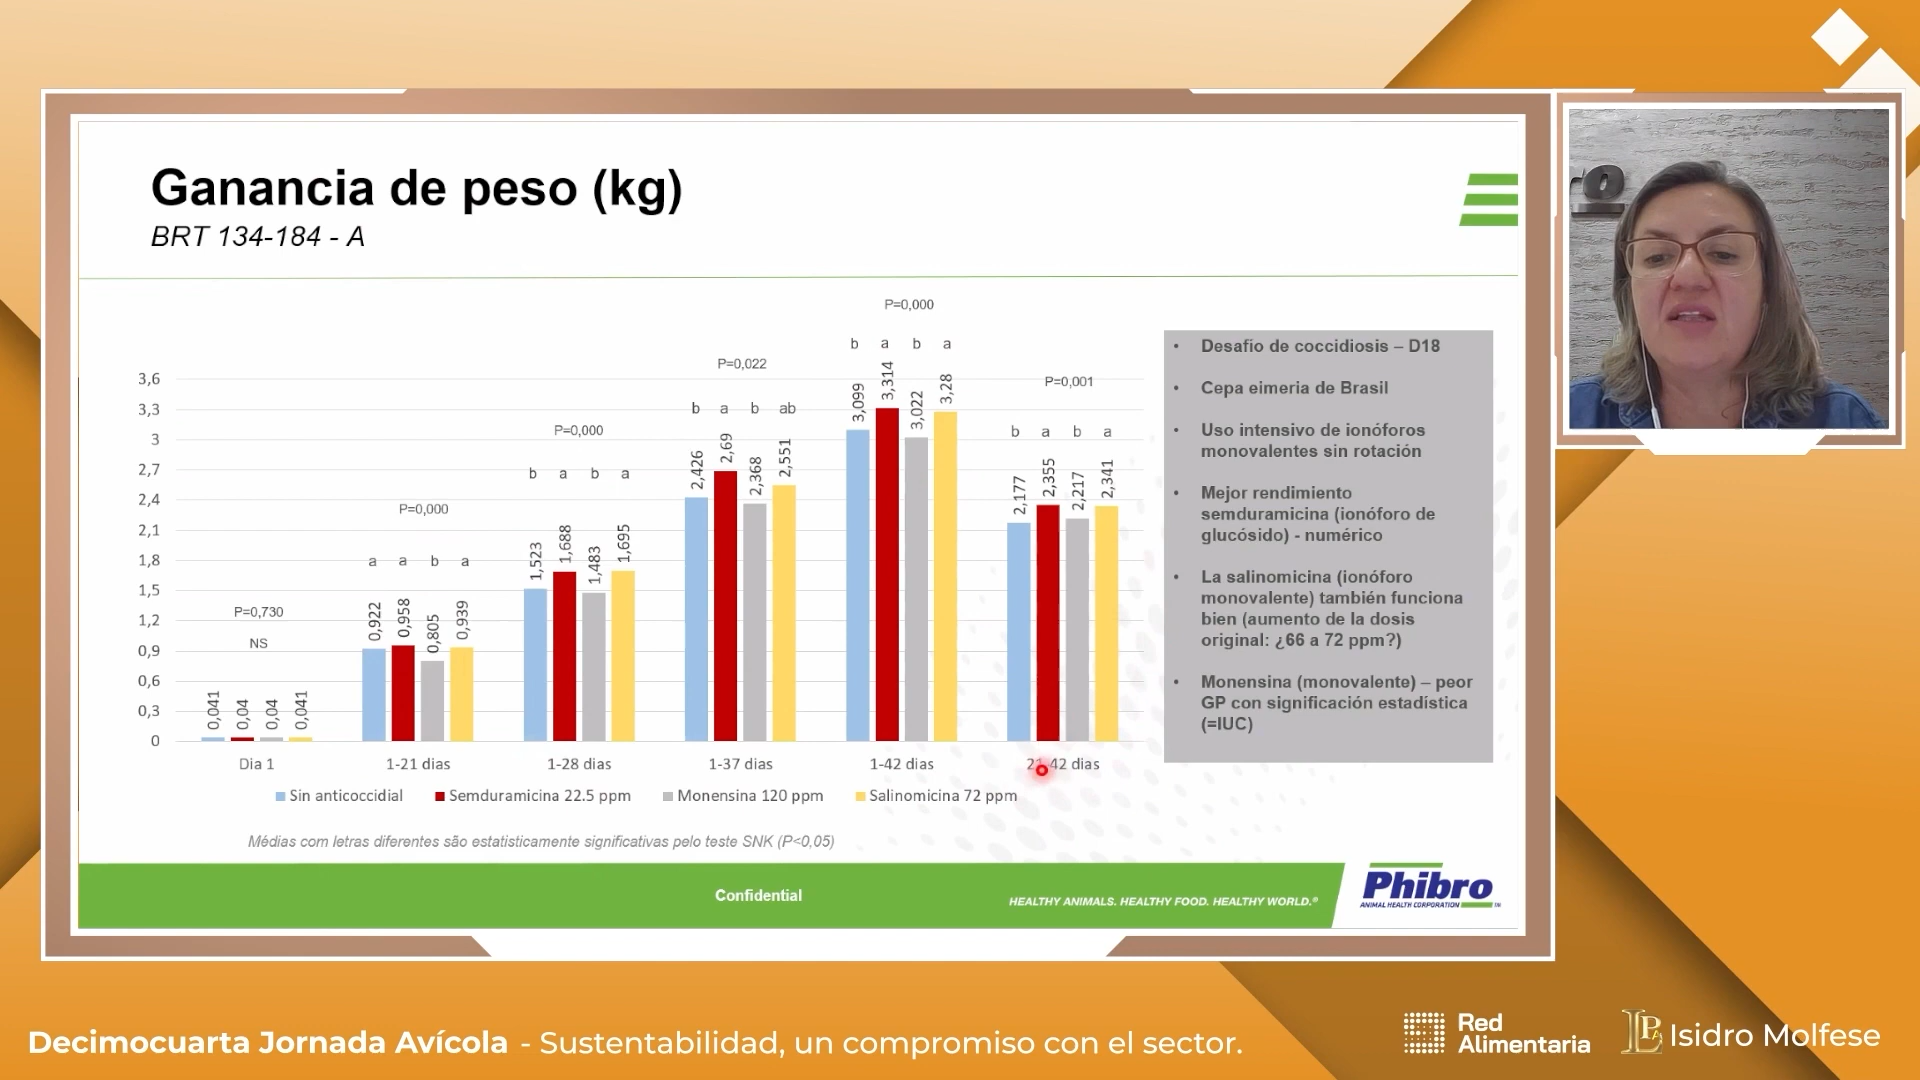 Ganancia de peso (kg)
BRT 134-184 - A
P=0,000
b a b a
P=0,022
P=0,001
3,6
3,3
3
2,7
2,4
2,1
1,8
1,5
1,2
0,9
0,6
0,3
0
b a b ab
P=0,000
b a b a
b a b a
P=0,000
a a b a
P=0,730
NS
0,041 0,04 0,04 0,041
0,922 0,958 0,805 0,939
1,523 1,688 1,483 1,695
2,426 2,69 2,368 2,551
3,099 3,314 3,022 3,28
2,177 2,355 2,217 2,341
Dia 1 1-21 dias 1-28 dias 1-37 dias 1-42 dias 21-42 dias
Sin anticoccidial Semduramicina 22.5 ppm Monensina 120 ppm Salinomicina 72 ppm
Médias com letras diferentes são estatisticamente significativas pelo teste SNK (P<0,05)
• Desafío de coccidiosis – D18
• Cepa eimeria de Brasil
• Uso intensivo de ionóforos
monovalentes sin rotación
• Mejor rendimiento
semduramicina (ionóforo de
glucósido) - numérico
• La salinomicina (ionóforo
monovalente) también funciona
bien (aumento de la dosis
original: ¿66 a 72 ppm?)
• Monensina (monovalente) – peor
GP con significación estadística
(=IUC)
Confidential
HEALTHY ANIMALS. HEALTHY FOOD. HEALTHY WORLD.®
Phibro
ANIMAL HEALTH CORPORATION TM
ro
Decimocuarta Jornada Avícola - Sustentabilidad, un compromiso con el sector.
Red
Alimentaria
Isidro Molfese